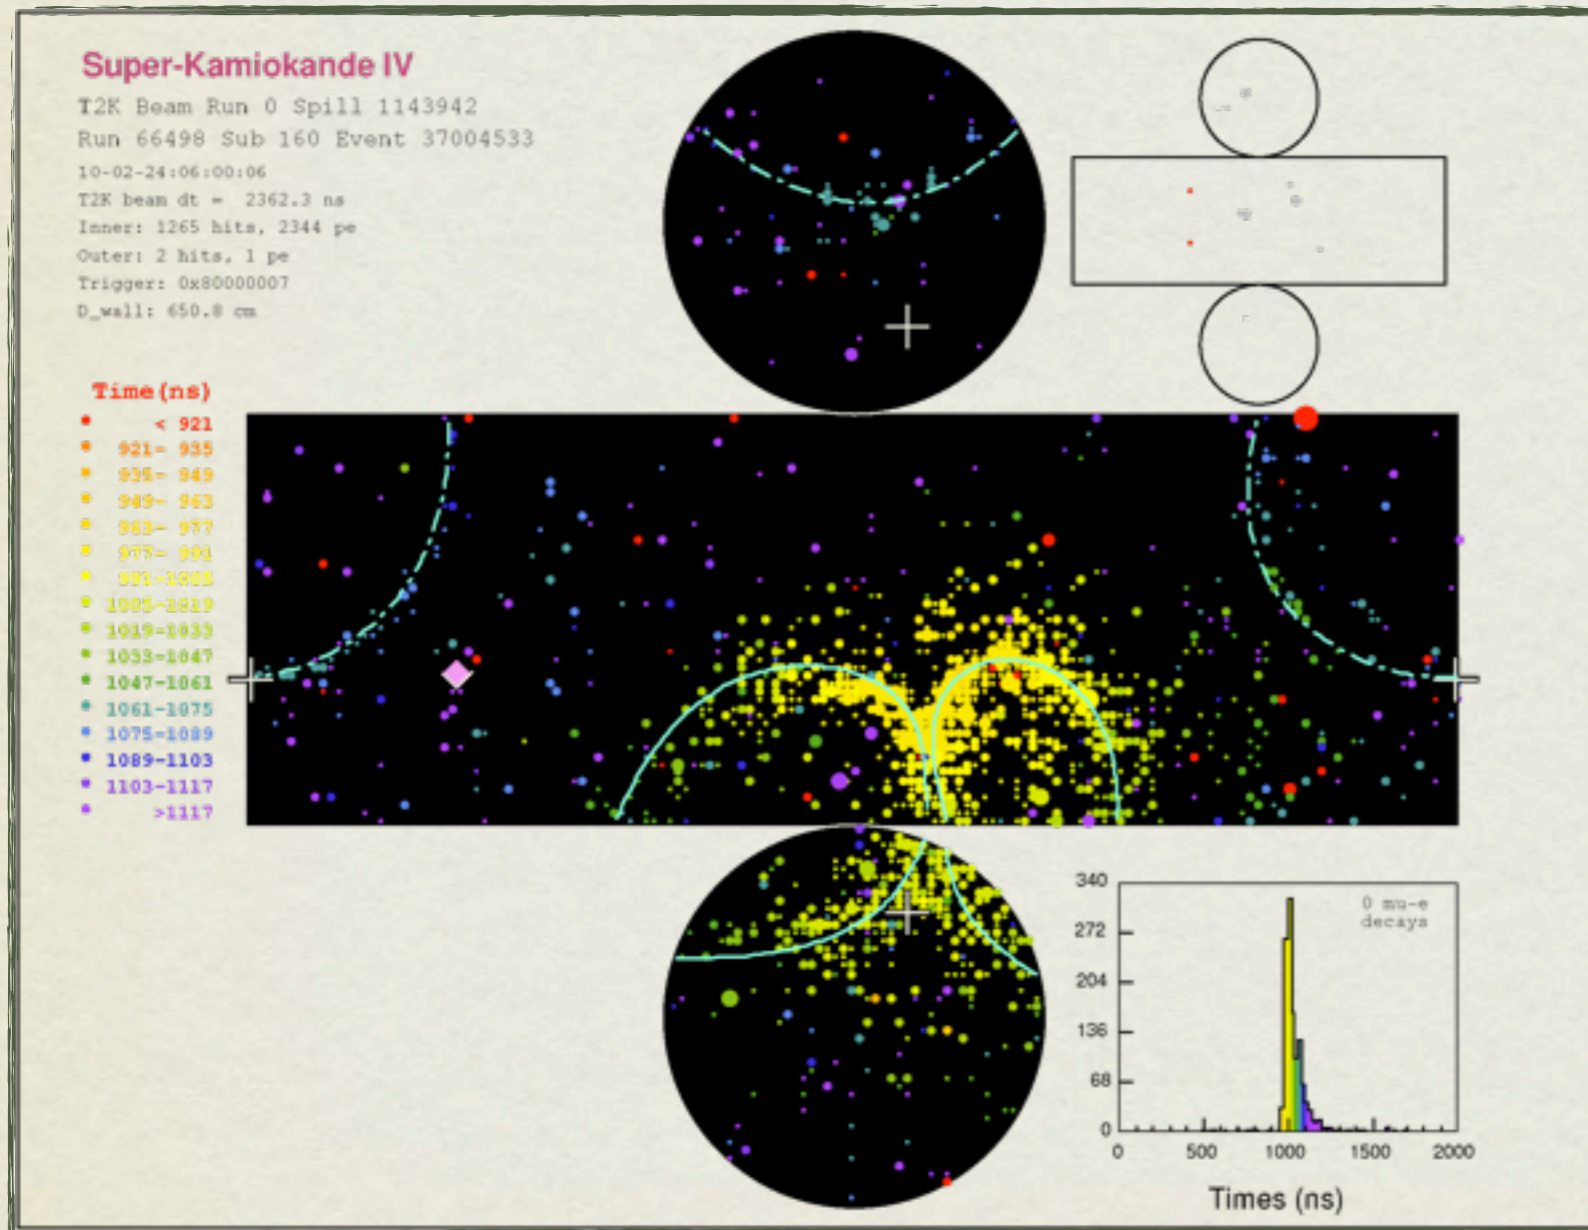 Super-Kamiokande IV
T2K Beam Run 0 Spill 1143942
Run 66498 Sub 160 Event 37004533
10-02-24:06:00:06
T2K beam dt =  2362.3 ns
Inner: 1265 hits, 2344 pe
Outer: 2 hits, 1 pe
Trigger: 0x80000007
D_wall: 650.8 cm
Time(ns)
< 921
921- 935
935- 949
949- 963
963- 977
977- 991
991-1005
1005-1019
1019-1033
1033-1047
1047-1061
1061-1075
1075-1089
1089-1103
1103-1117
>1117
340
272
204
136
68
0
0 mu-e
decays
0
500
1000
1500
2000
Times (ns)